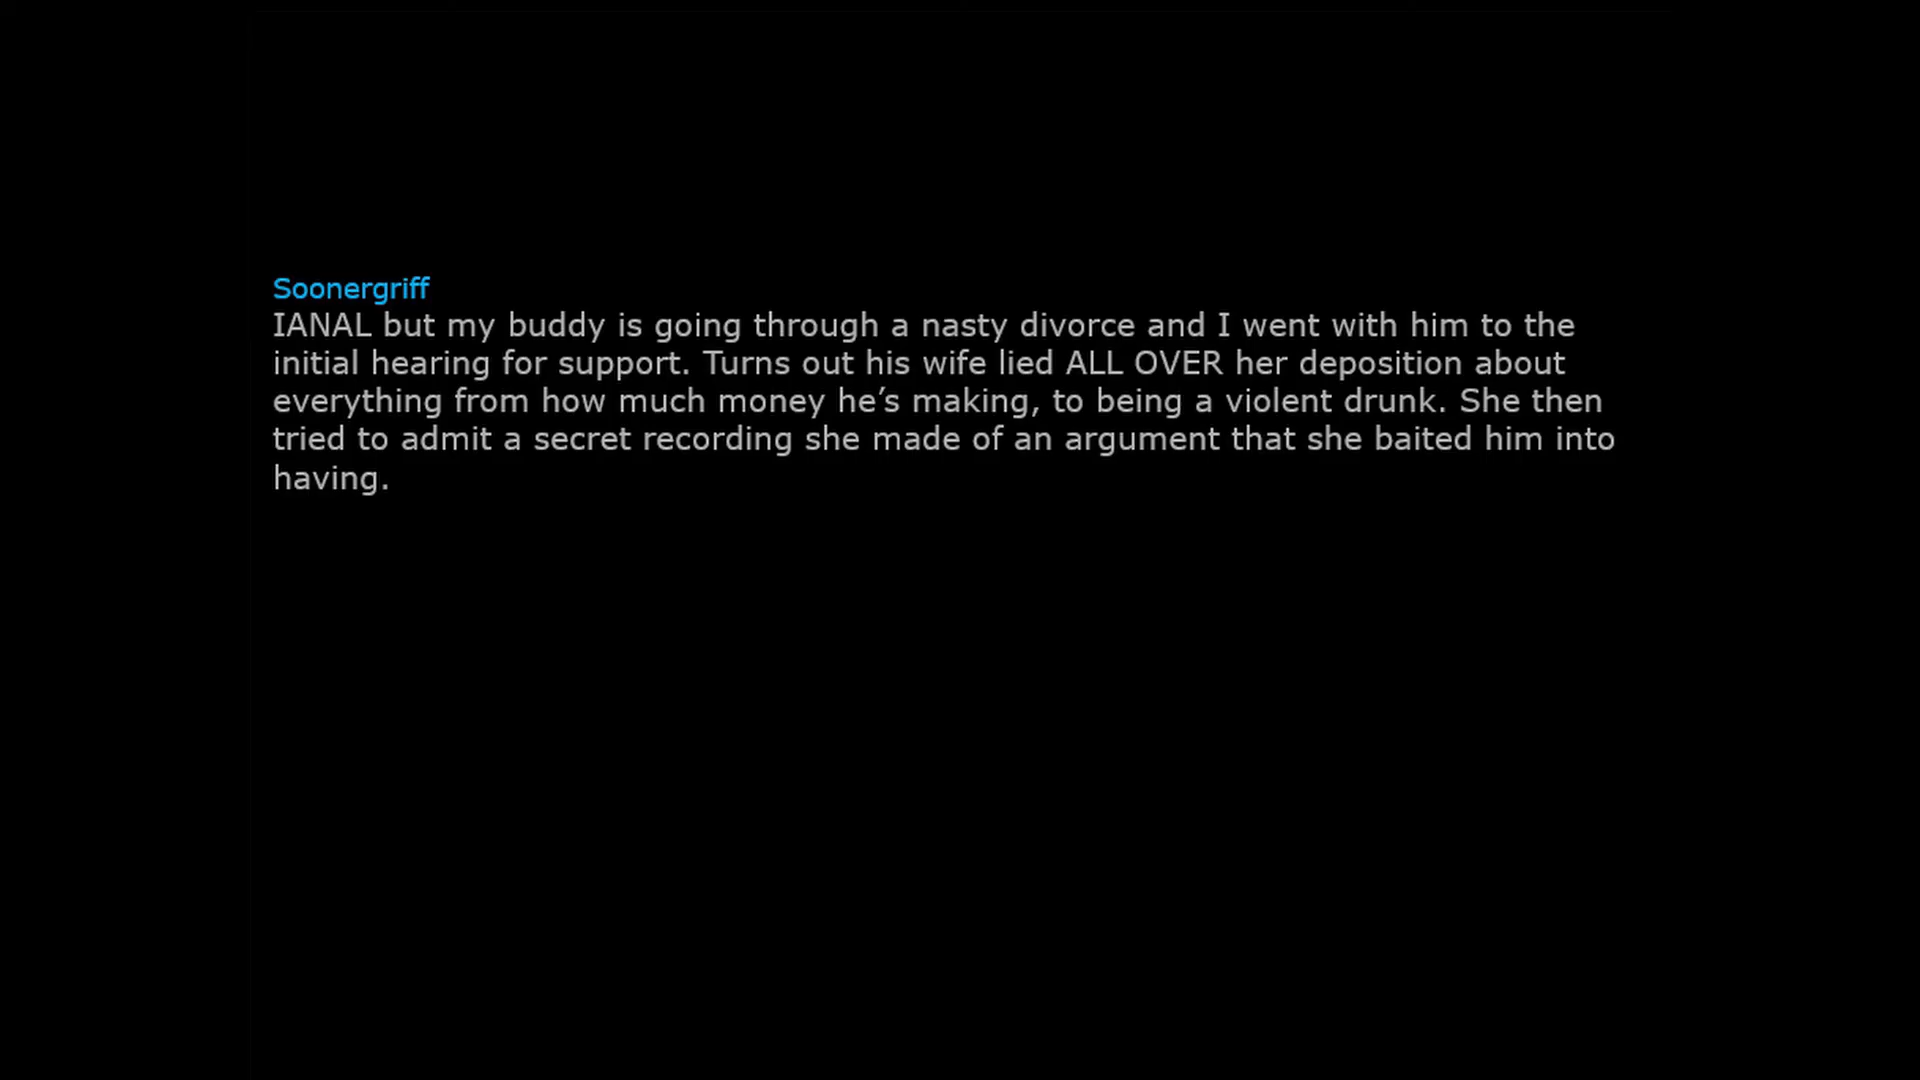 Soonergriff
IANAL but my buddy is going through a nasty divorce and I went with him to the
initial hearing for support. Turns out his wife lied ALL OVER her deposition about
everything from how much money he’s making, to being a violent drunk. She then
tried to admit a secret recording she made of an argument that she baited him into
having.